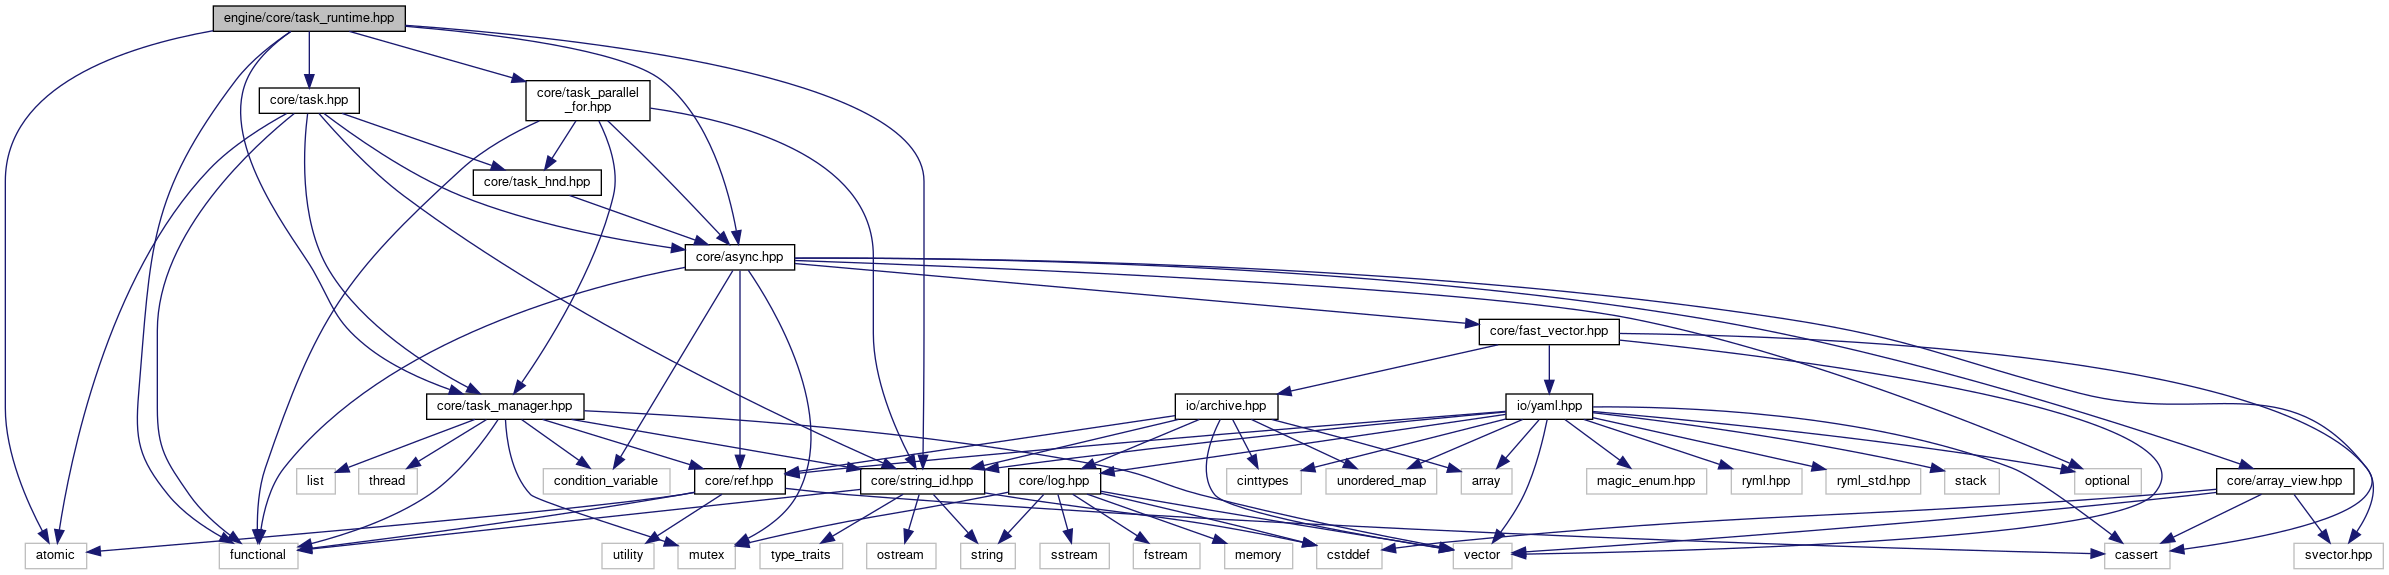 engine/core/task_runtime.hpp
core/task.hpp
core/task_parallel
_for.hpp
core/task_hnd.hpp
core/async.hpp
core/fast_vector.hpp
core/task_manager.hpp
io/archive.hpp
io/yaml.hpp
list
thread
condition_variable
core/ref.hpp
core/string_id.hpp
core/log.hpp
cinttypes
unordered_map
array
magic_enum.hpp
ryml.hpp
ryml_std.hpp
stack
optional
core/array_view.hpp
atomic
functional
utility
mutex
type_traits
ostream
string
sstream
fstream
memory
cstddef
vector
cassert
svector.hpp